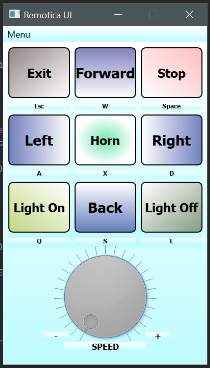 Remotica UI
Menu
Exit Forward Stop
Esc W Space
Left Horn Right
A X D
Light On Back Light Off
Q S E
- +
SPEED